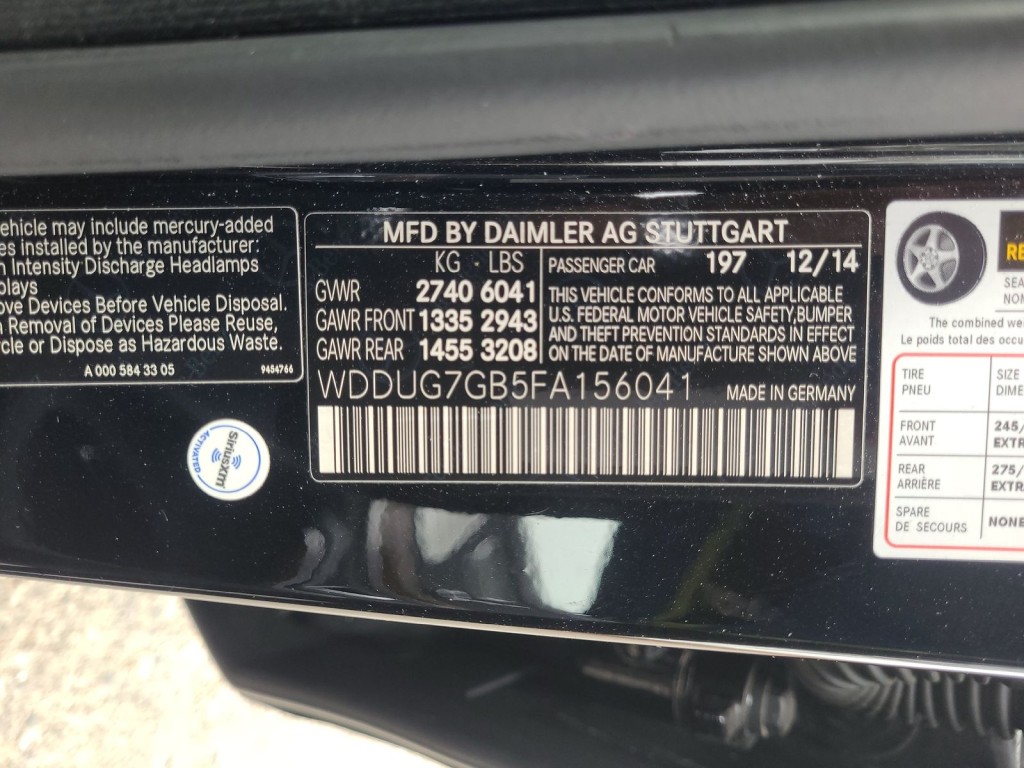 ehicle may include mercury-added
es installed by the manufacturer:
Intensity Discharge Headlamps
plays
ove Devices Before Vehicle Disposal.
Removal of Devices Please Reuse,
cle or Dispose as Hazardous Waste.
A 000 584 33 05 9454766
SiriusXM
ACTIVATED
MFD BY DAIMLER AG STUTTGART
KG · LBS
GVWR 2740 6041
GAWR FRONT 1335 2943
GAWR REAR 1455 3208
PASSENGER CAR 197 12/14
THIS VEHICLE CONFORMS TO ALL APPLICABLE
U.S. FEDERAL MOTOR VEHICLE SAFETY,BUMPER
AND THEFT PREVENTION STANDARDS IN EFFECT
ON THE DATE OF MANUFACTURE SHOWN ABOVE
WDDUG7GB5FA156041 MADE IN GERMANY
RE
SEA
NON
The combined we
Le poids total des occu
TIRE SIZE
PNEU DIME
FRONT 245/
AVANT EXTR
REAR 275/
ARRIÈRE EXTRA
SPARE NONE
DE SECOURS